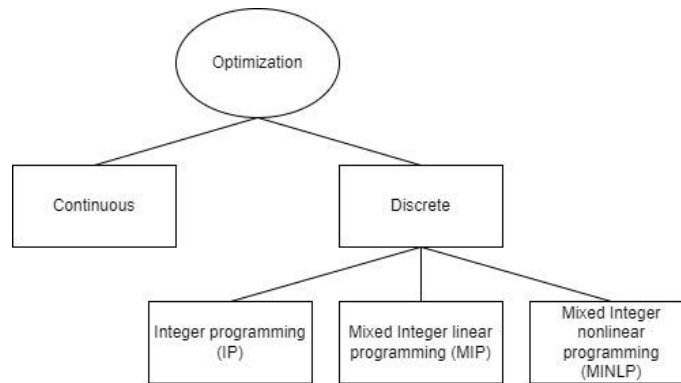 Optimization
Continuous
Discrete
Integer programming
(IP)
Mixed Integer linear
programming (MIP)
Mixed Integer
nonlinear
programming
(MINLP)